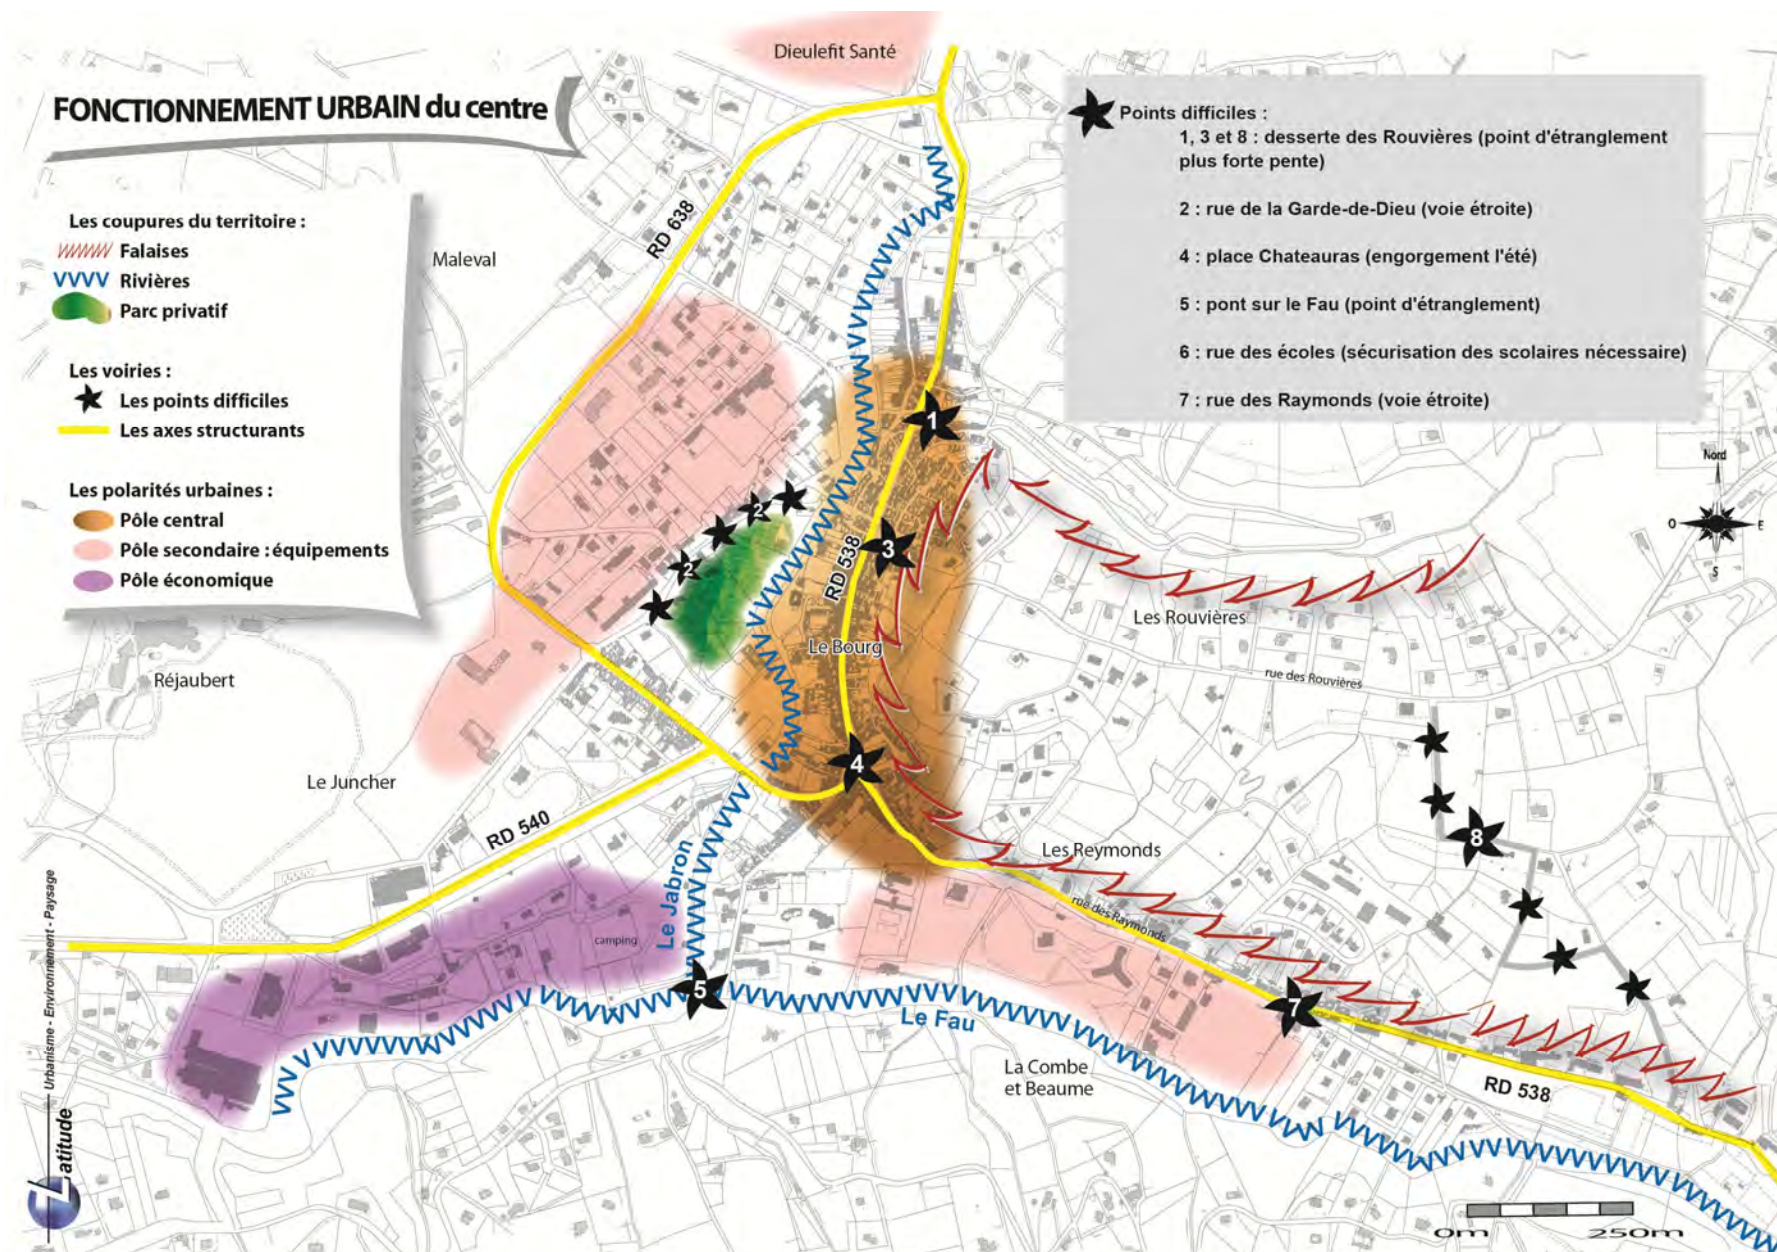 Dieulefit Santé
FONCTIONNEMENT URBAIN du centre
Les coupures du territoire :
Falaises
Rivières
Parc privatif
Les voiries :
Les points difficiles
Les axes structurants
Les polarités urbaines :
Pôle central
Pôle secondaire : équipements
Pôle économique
Points difficiles :
1, 3 et 8 : desserte des Rouvières (point d'étranglement
plus forte pente)
2 : rue de la Garde-de-Dieu (voie étroite)
4 : place Chateauras (engorgement l'été)
5 : pont sur le Fau (point d'étranglement)
6 : rue des écoles (sécurisation des scolaires nécessaire)
7 : rue des Raymonds (voie étroite)
Nord
O
E
S
Maleval
RD 638
1
2
3
2
RD 538
Le Bourg
Les Rouvières
rue des Rouvières
Réjaubert
Le Juncher
4
RD 540
8
Les Reymonds
rue des Raymonds
Le Jabron
camping
5
7
Le Fau
La Combe
et Beaume
RD 538
0m 250m
Latitude
Urbanisme - Environnement - Paysage